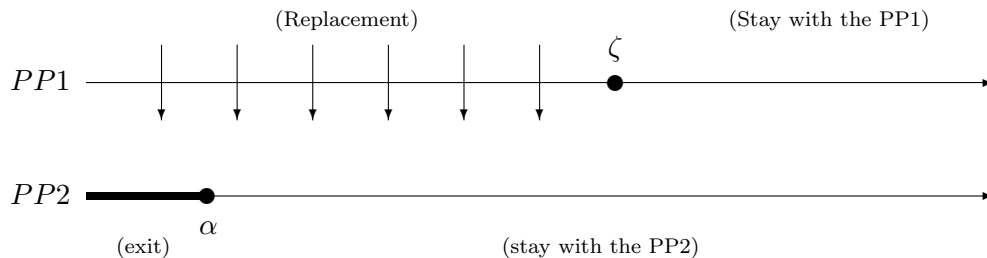 (Replacement)
(Stay with the PP1)
ζ
PP1
PP2
α
(exit)
(stay with the PP2)